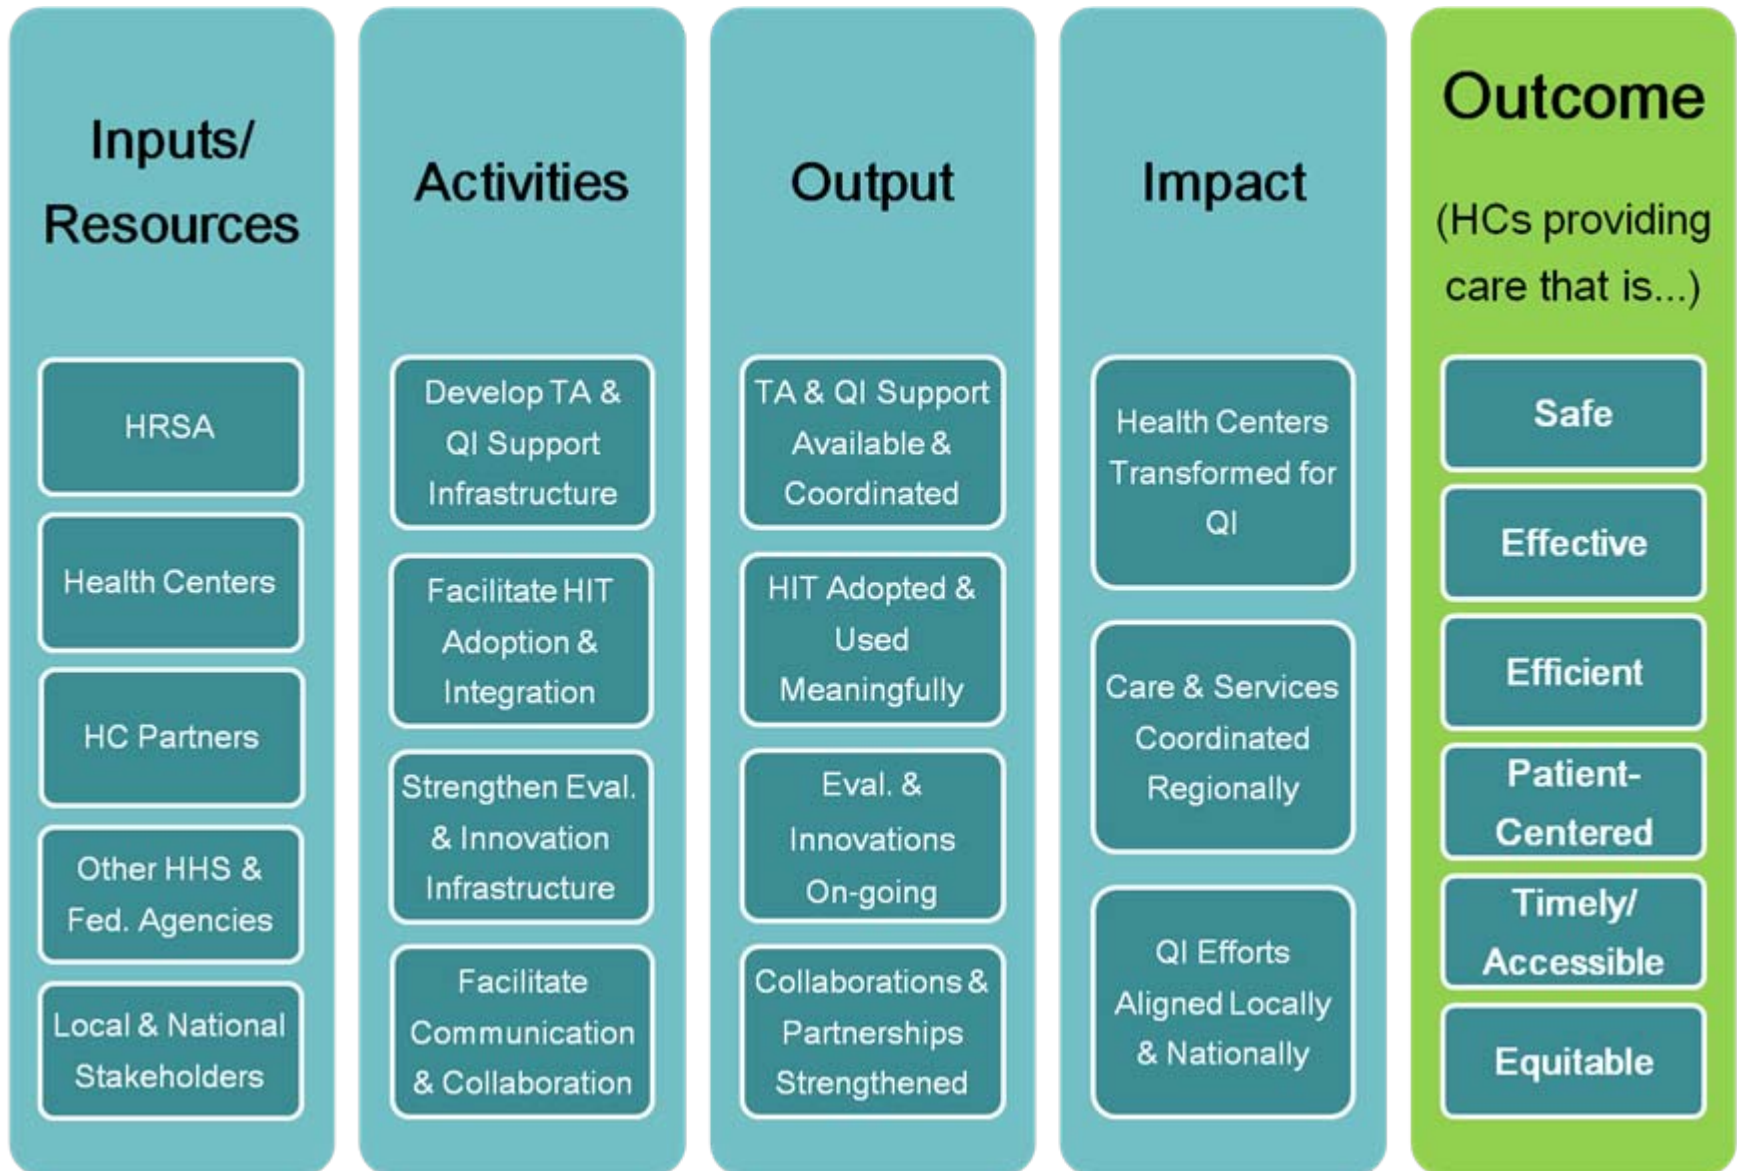 Inputs/
Resources
HRSA
Health Centers
HC Partners
Other HHS &
Fed. Agencies
Local & National
Stakeholders
Activities
Develop TA &
QI Support
Infrastructure
Facilitate HIT
Adoption &
Integration
Strengthen Eval.
& Innovation
Infrastructure
Facilitate
Communication
& Collaboration
Output
TA & QI Support
Available &
Coordinated
HIT Adopted &
Used
Meaningfully
Eval. &
Innovations
On-going
Collaborations &
Partnerships
Strengthened
Impact
Health Centers
Transformed for
QI
Care & Services
Coordinated
Regionally
QI Efforts
Aligned Locally
& Nationally
Outcome
(HCs providing
care that is...)
Safe
Effective
Efficient
Patient-
Centered
Timely/
Accessible
Equitable